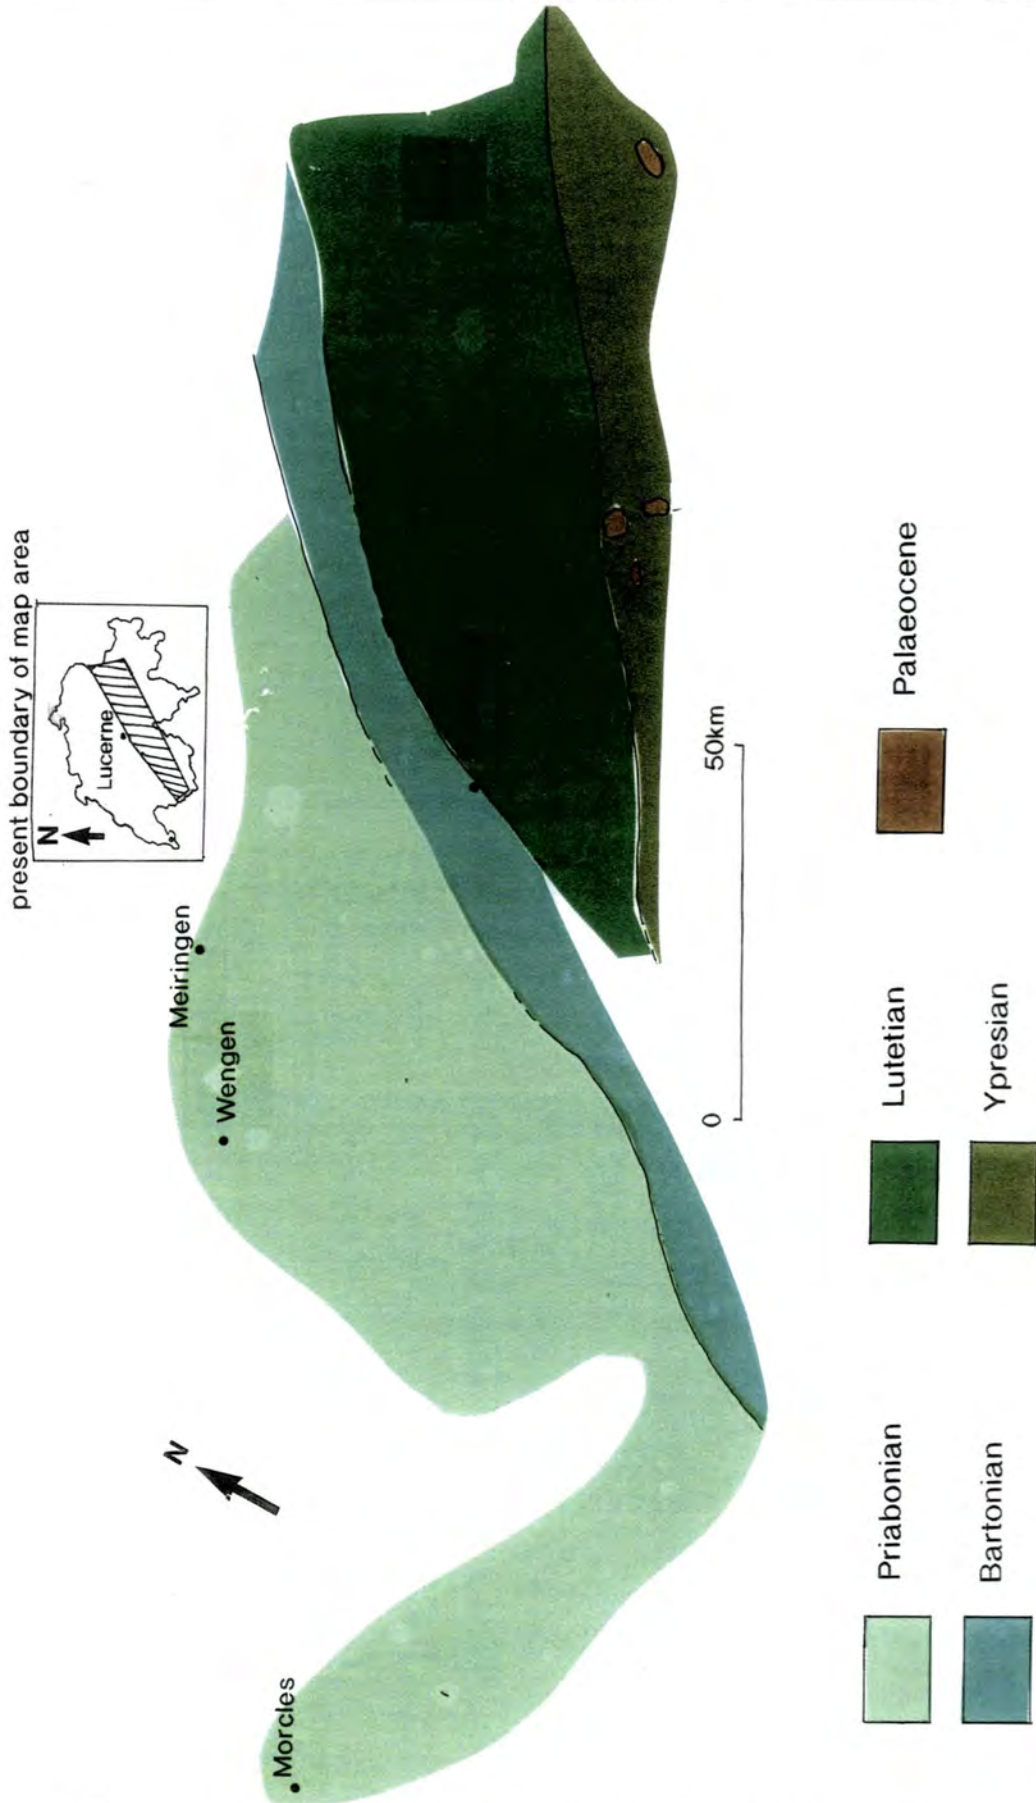 present boundary of map area
N
Lucerne
Meiringen
Wengen
N
Morcles
0 50km
Priabonian
Lutetian
Palaeocene
Bartonian
Ypresian